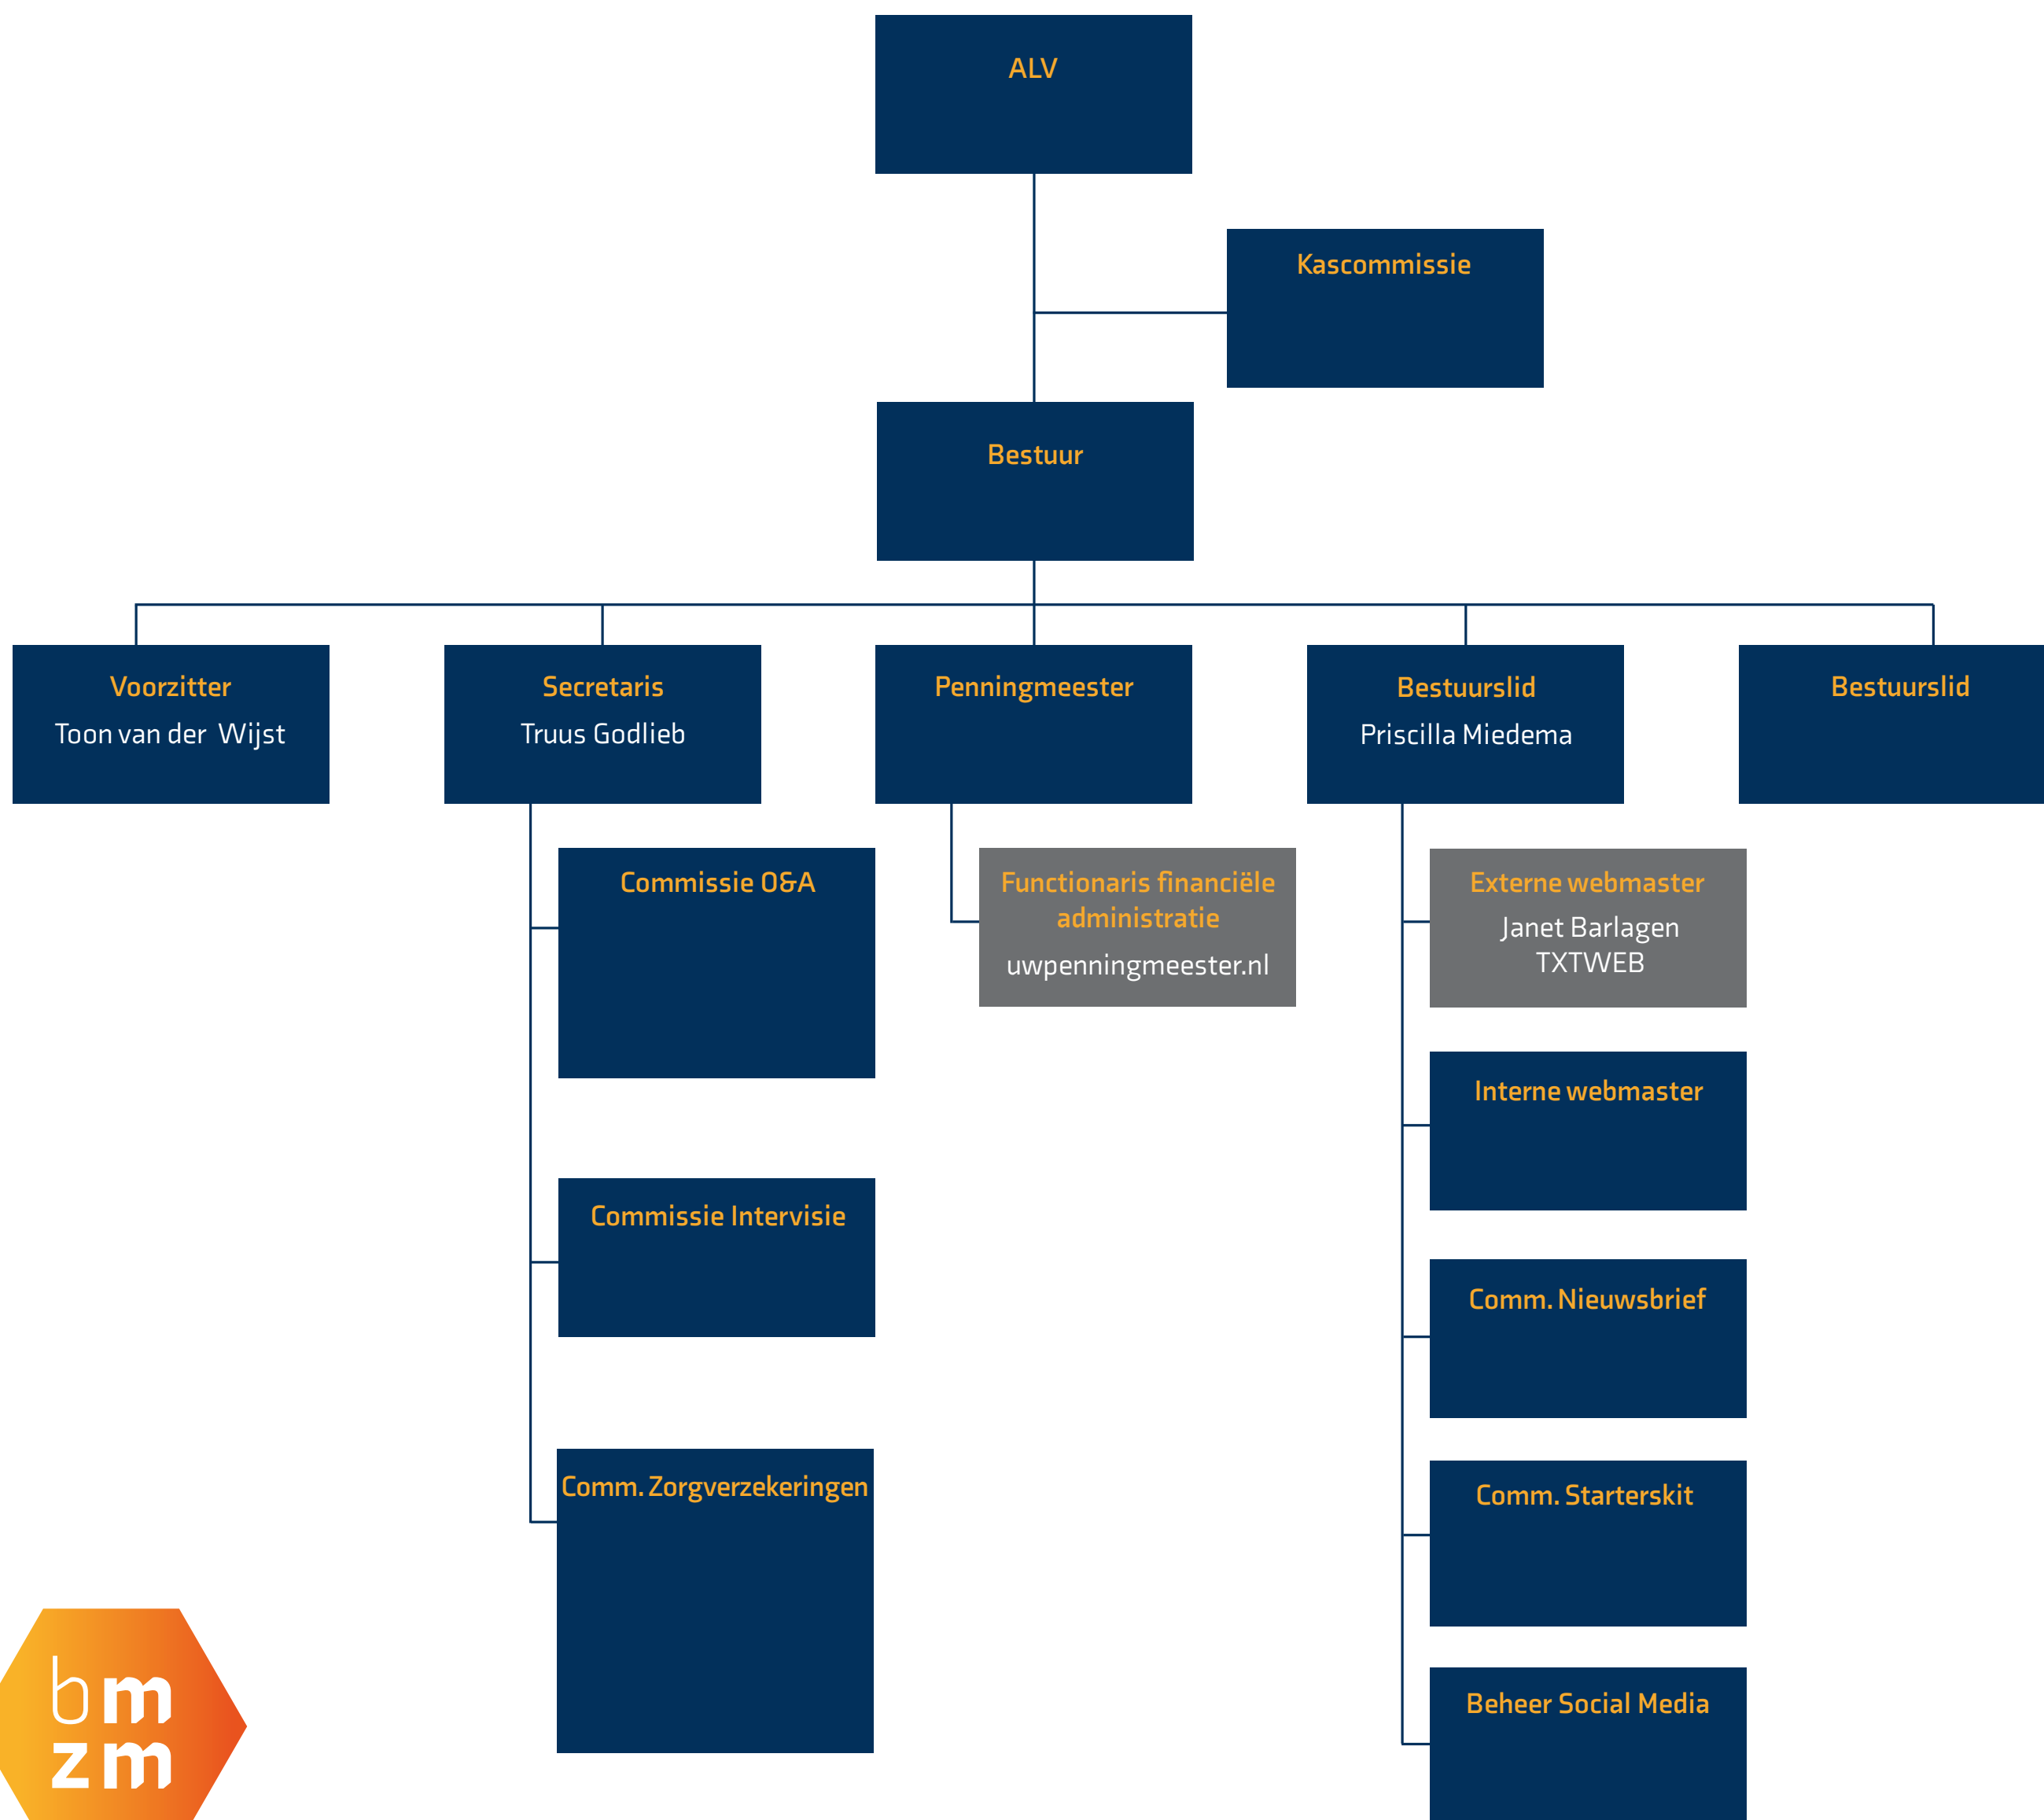 ALV
Kascommissie
Bestuur
Voorzitter
Toon van der Wijst
Secretaris
Truus Godlieb
Penningmeester
Bestuurslid
Priscilla Miedema
Bestuurslid
Commissie O&A
Commissie Intervisie
Comm. Zorgverzekeringen
Functionaris financiële
administratie
uwpenningmeester.nl
Externe webmaster
Janet Barlagen
TXTWEB
Interne webmaster
Comm. Nieuwsbrief
Comm. Starterskit
Beheer Social Media
bm
zm